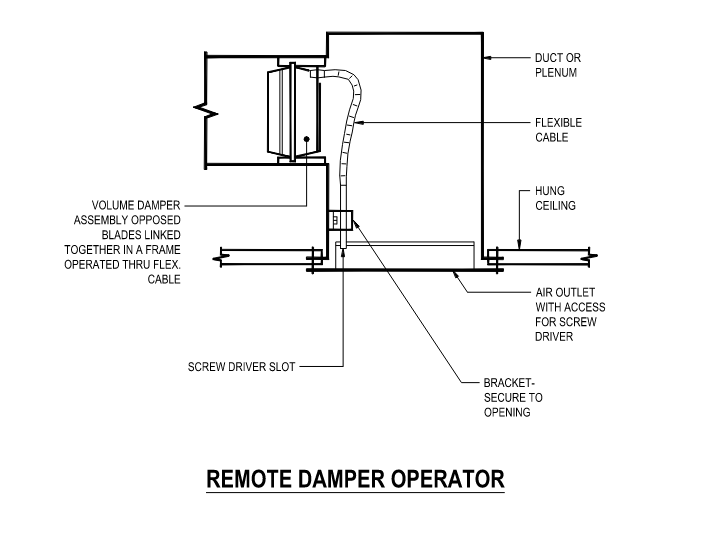 DUCT OR
PLENUM
FLEXIBLE
CABLE
HUNG
CEILING
VOLUME DAMPER
ASSEMBLY OPPOSED
BLADES LINKED
TOGETHER IN A FRAME
OPERATED THRU FLEX.
CABLE
AIR OUTLET
WITH ACCESS
FOR SCREW
DRIVER
SCREW DRIVER SLOT
BRACKET-
SECURE TO
OPENING
REMOTE DAMPER OPERATOR